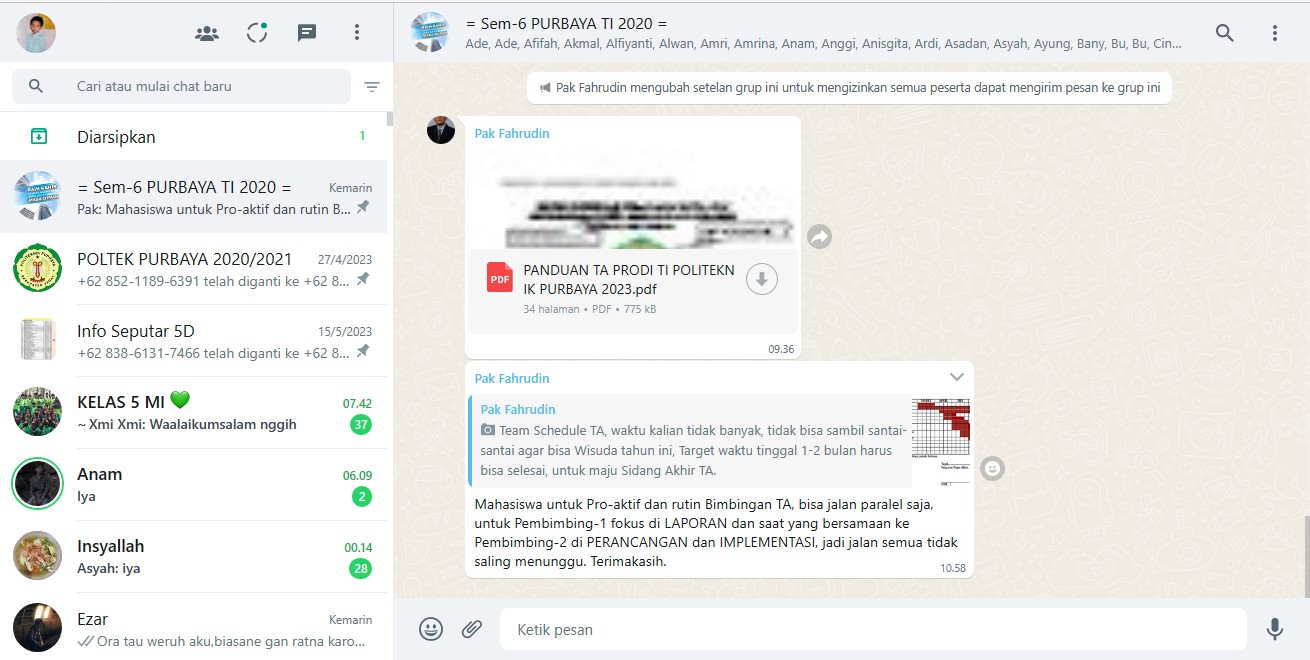 Cari atau mulai chat baru
Diarsipkan
1
= Sem-6 PURBAYA TI 2020 =
Kemarin
Pak: Mahasiswa untuk Pro-aktif dan rutin B...
POLTEK PURBAYA 2020/2021
27/4/2023
+62 852-1189-6391 telah diganti ke +62 8...
Info Seputar 5D
15/5/2023
+62 838-6131-7466 telah diganti ke +62 8...
KELAS 5 MI 💚
07.42
~ Xmi Xmi: Waalaikumsalam nggih
37
Anam
06.09
Iya
2
Insyallah
00.14
Asyah: iya
28
Ezar
Kemarin
Ora tau weruh aku,biasane gan ratna karo...
= Sem-6 PURBAYA TI 2020 =
Ade, Ade, Afifah, Akmal, Alfiyanti, Alwan, Amri, Amrina, Anam, Anggi, Anisgita, Ardi, Asadan, Asyah, Ayung, Bany, Bu, Bu, Cin...
Pak Fahrudin mengubah setelan grup ini untuk mengizinkan semua peserta dapat mengirim pesan ke grup ini
Pak Fahrudin
PDF
PANDUAN TA PRODI TI POLITEKN
IK PURBAYA 2023.pdf
34 halaman • PDF • 775 kB
09.36
Pak Fahrudin
Pak Fahrudin
Team Schedule TA, waktu kalian tidak banyak, tidak bisa sambil santai-
santai agar bisa Wisuda tahun ini, Target waktu tinggal 1-2 bulan harus
bisa selesai, untuk maju Sidang Akhir TA.
Mahasiswa untuk Pro-aktif dan rutin Bimbingan TA, bisa jalan paralel saja,
untuk Pembimbing-1 fokus di LAPORAN dan saat yang bersamaan ke
Pembimbing-2 di PERANCANGAN dan IMPLEMENTASI, jadi jalan semua tidak
saling menunggu. Terimakasih.
10.58
Ketik pesan